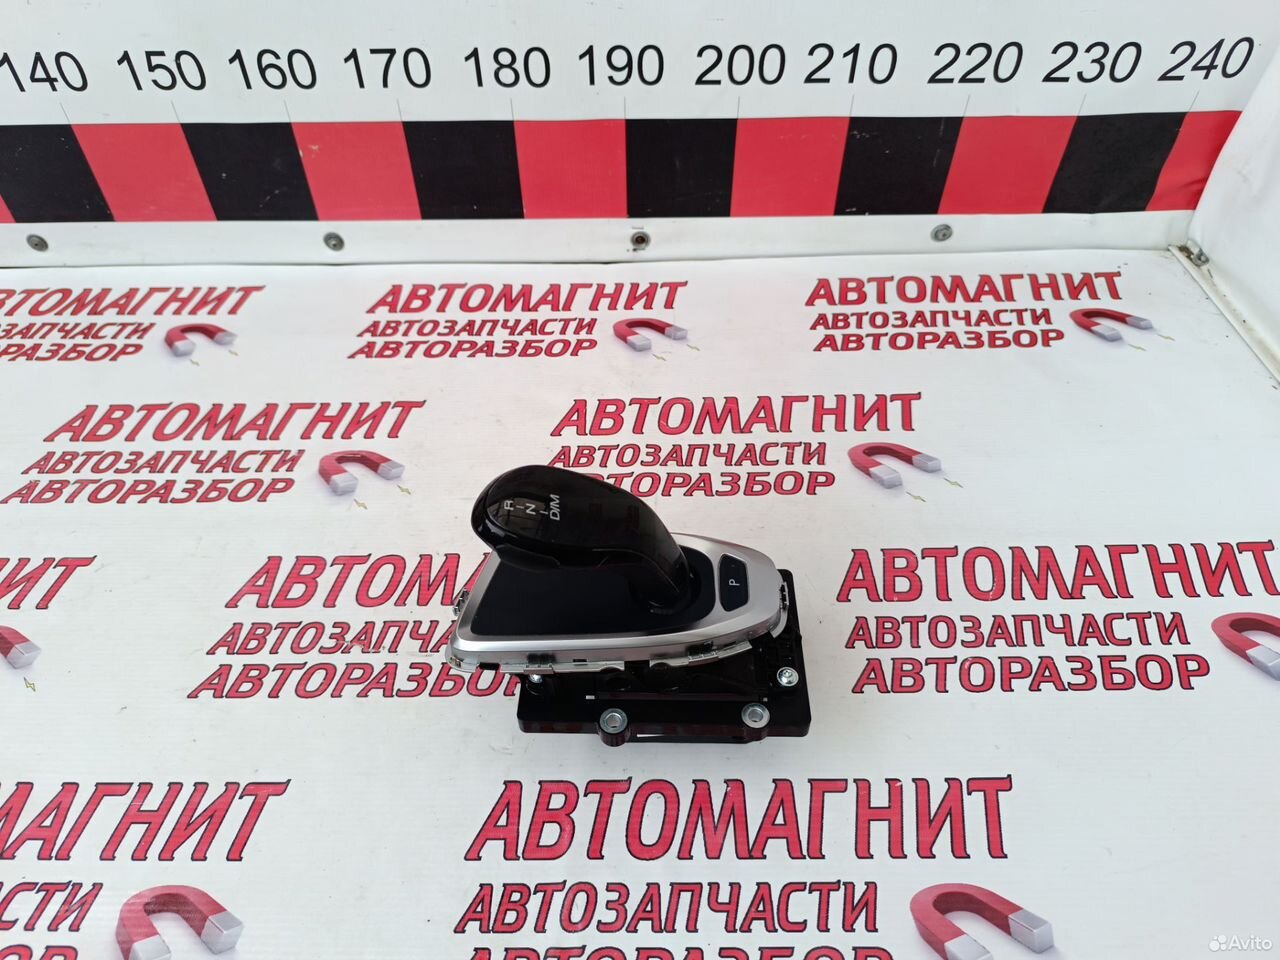 140 150 160 170 180 190 200 210 220 230 240
АВТОМАГНИТ АВТОМАГНИТ АВТОМАГНИТ
АВТОЗАПЧАСТИ АВТОЗАПЧАСТИ
АВТОРАЗБОР АВТОРАЗБОР АВТОРАЗБОР
АВТОМАГНИТ АВТОМАГНИТ
АВТОЗАПЧАСТИ АВТОЗАПЧАСТИ
АВТОРАЗБОР АВТОРАЗБОР
R
N
D/M
P
АВТОМАГНИТ
АВТОЗАПЧАСТИ
АВТОРАЗБОР АВТОРАЗБОР
АВТОМАГНИТ
АВТОЗАПЧАСТИ
Avito